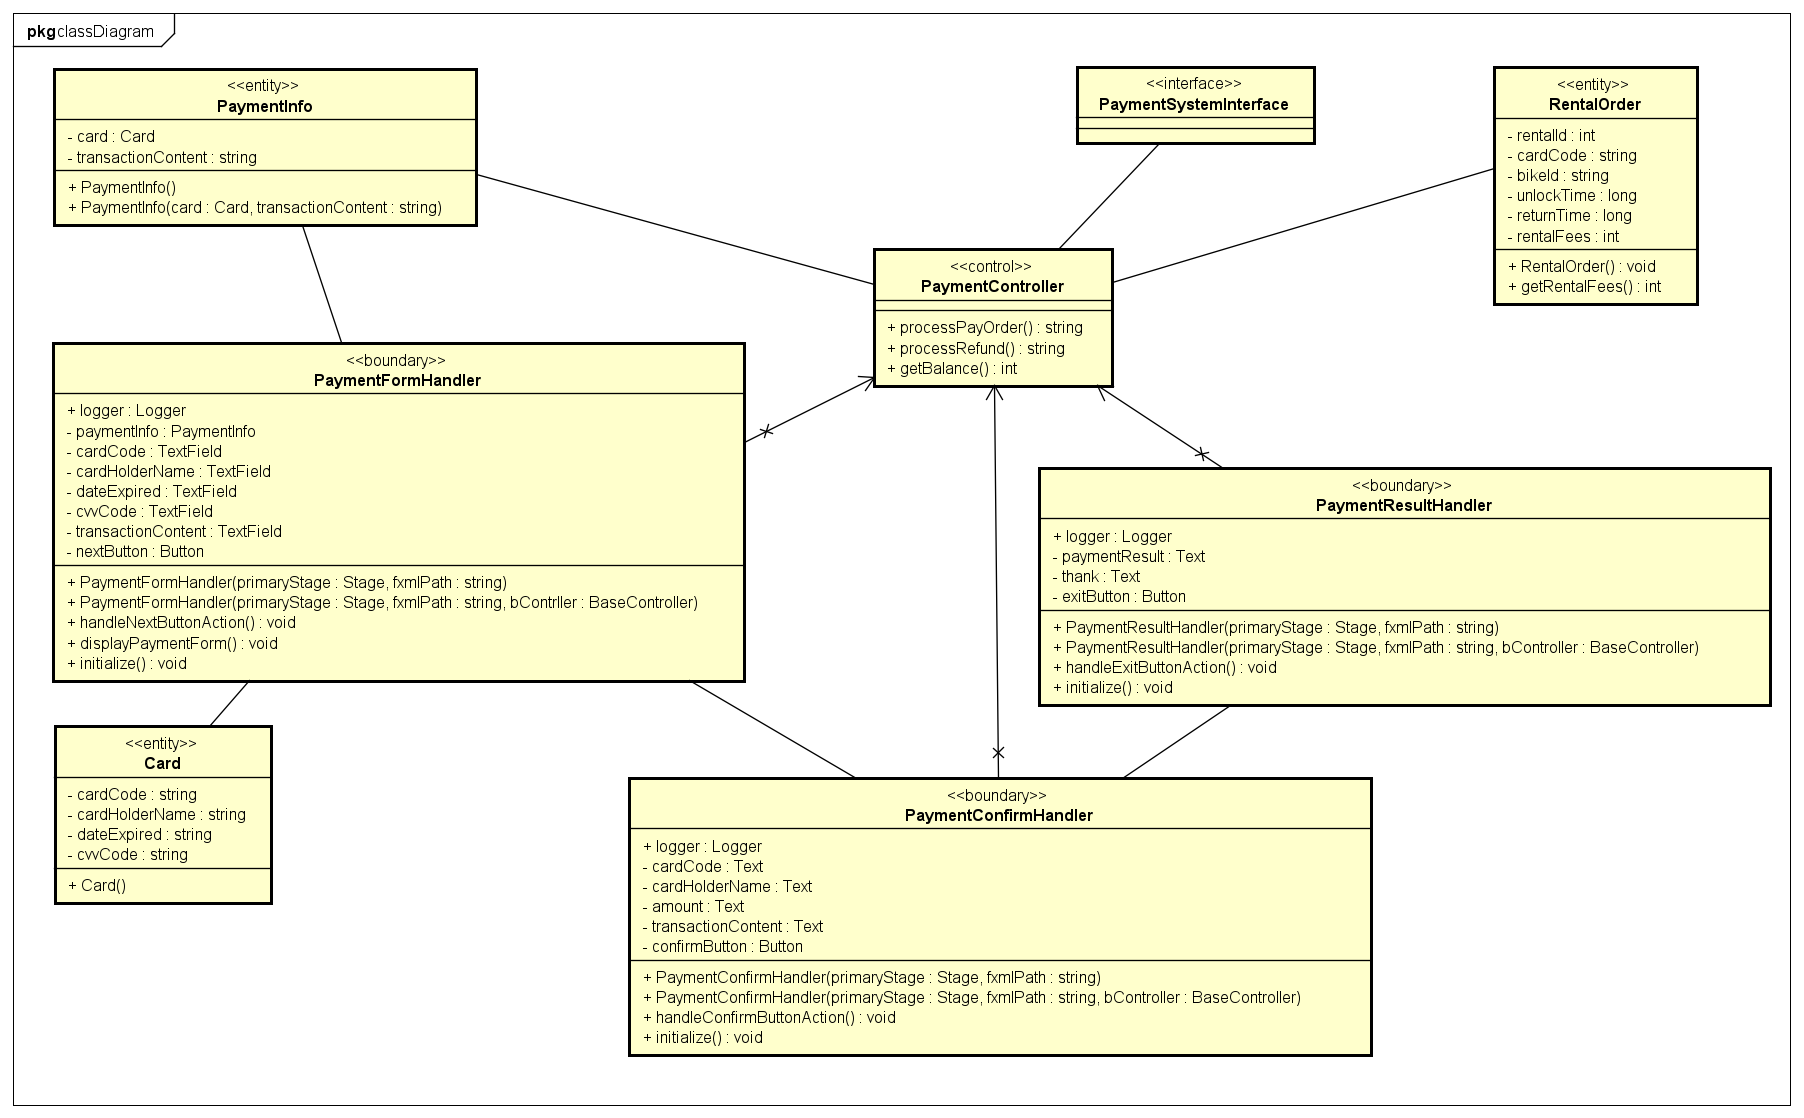 pkg classDiagram
<<entity>>
PaymentInfo
- card : Card
- transactionContent : string
+ PaymentInfo()
+ PaymentInfo(card : Card, transactionContent : string)
<<interface>>
PaymentSystemInterface
<<entity>>
RentalOrder
- rentalId : int
- cardCode : string
- bikeId : string
- unlockTime : long
- returnTime : long
- rentalFees : int
+ RentalOrder() : void
+ getRentalFees() : int
<<control>>
PaymentController
+ processPayOrder() : string
+ processRefund() : string
+ getBalance() : int
<<boundary>>
PaymentFormHandler
+ logger : Logger
- paymentInfo : PaymentInfo
- cardCode : TextField
- cardHolderName : TextField
- dateExpired : TextField
- cvvCode : TextField
- transactionContent : TextField
- nextButton : Button
+ PaymentFormHandler(primaryStage : Stage, fxmlPath : string)
+ PaymentFormHandler(primaryStage : Stage, fxmlPath : string, bContrller : BaseController)
+ handleNextButtonAction() : void
+ displayPaymentForm() : void
+ initialize() : void
<<boundary>>
PaymentResultHandler
+ logger : Logger
- paymentResult : Text
- thank : Text
- exitButton : Button
+ PaymentResultHandler(primaryStage : Stage, fxmlPath : string)
+ PaymentResultHandler(primaryStage : Stage, fxmlPath : string, bController : BaseController)
+ handleExitButtonAction() : void
+ initialize() : void
<<entity>>
Card
- cardCode : string
- cardHolderName : string
- dateExpired : string
- cvvCode : string
+ Card()
<<boundary>>
PaymentConfirmHandler
+ logger : Logger
- cardCode : Text
- cardHolderName : Text
- amount : Text
- transactionContent : Text
- confirmButton : Button
+ PaymentConfirmHandler(primaryStage : Stage, fxmlPath : string)
+ PaymentConfirmHandler(primaryStage : Stage, fxmlPath : string, bController : BaseController)
+ handleConfirmButtonAction() : void
+ initialize() : void